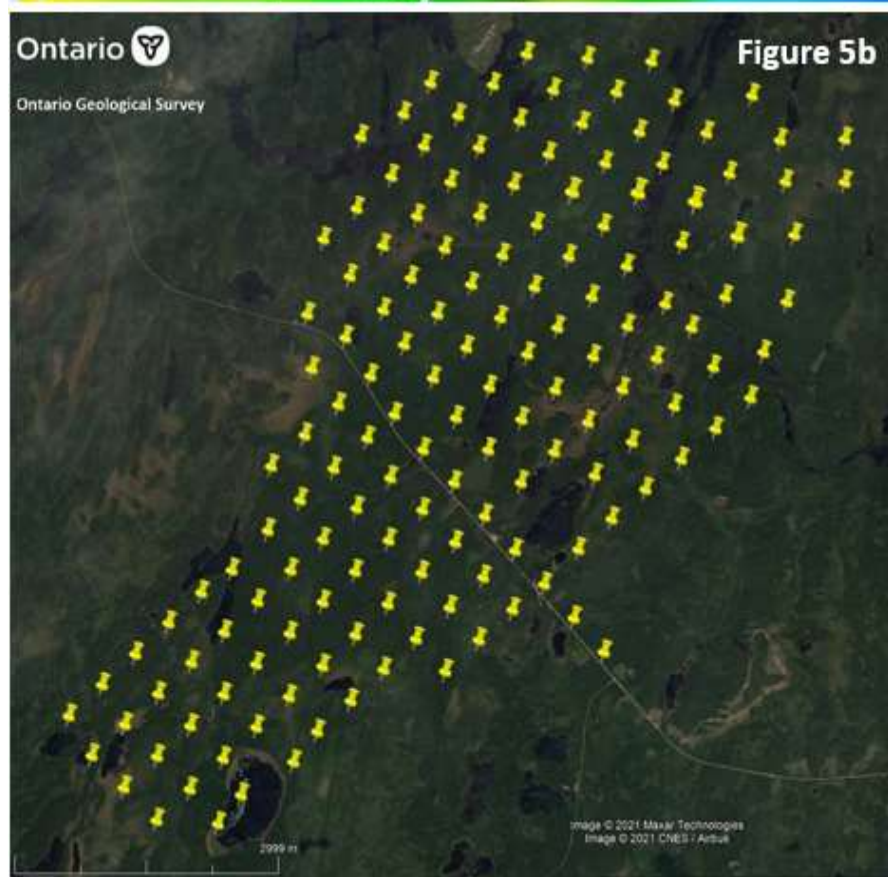 Ontario
Figure 5b
Ontario Geological Survey
Image © 2021 Maxar Technologies
Image © 2021 CNES / Airbus
2999 m